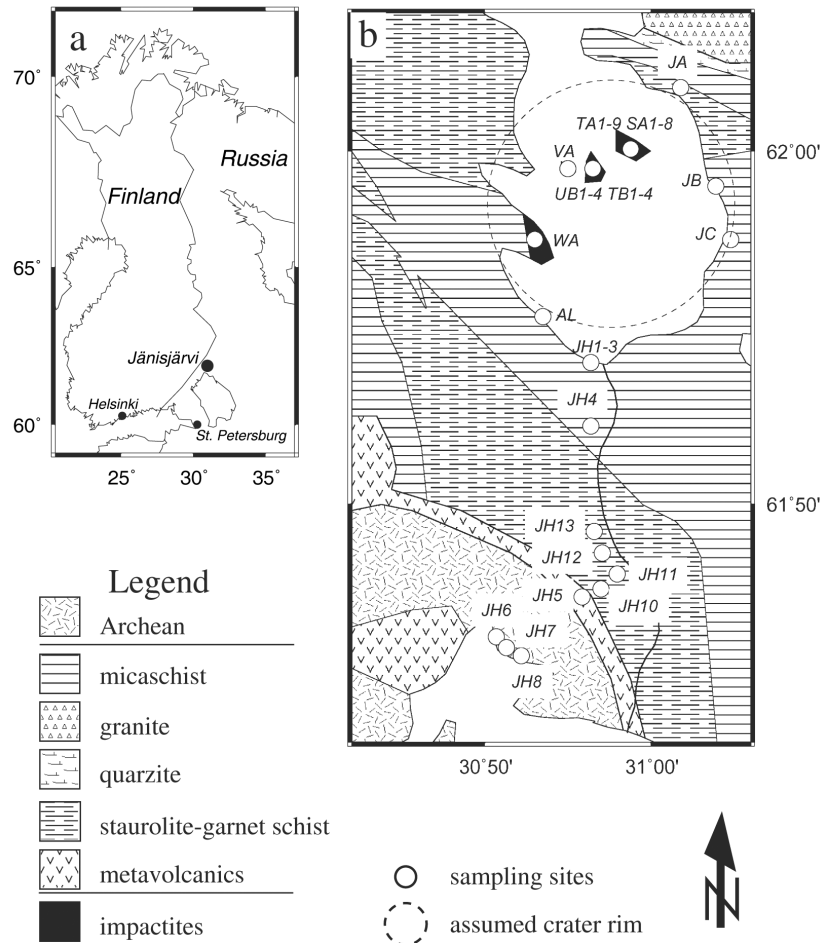 a
70°
65°
60°
25°
30°
35°
Finland
Russia
Jänisjärvi
Helsinki
St. Petersburg
b
JA
TA1-9 SA1-8
VA
UB1-4 TB1-4
JB
WA
JC
AL
JH1-3
JH4
JH13
JH12
JH11
JH5
JH10
JH6
JH7
JH8
62°00'
61°50'
30°50'
31°00'
Legend
Archean
micaschist
granite
quarzite
staurolite-garnet schist
metavolcanics
impactites
sampling sites
assumed crater rim
N